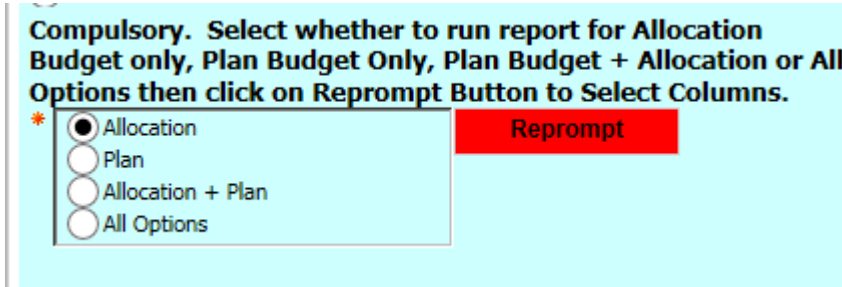 Compulsory. Select whether to run report for Allocation
Budget only, Plan Budget Only, Plan Budget + Allocation or All
Options then click on Reprompt Button to Select Columns.
* Allocation Reprompt
Plan
Allocation + Plan
All Options